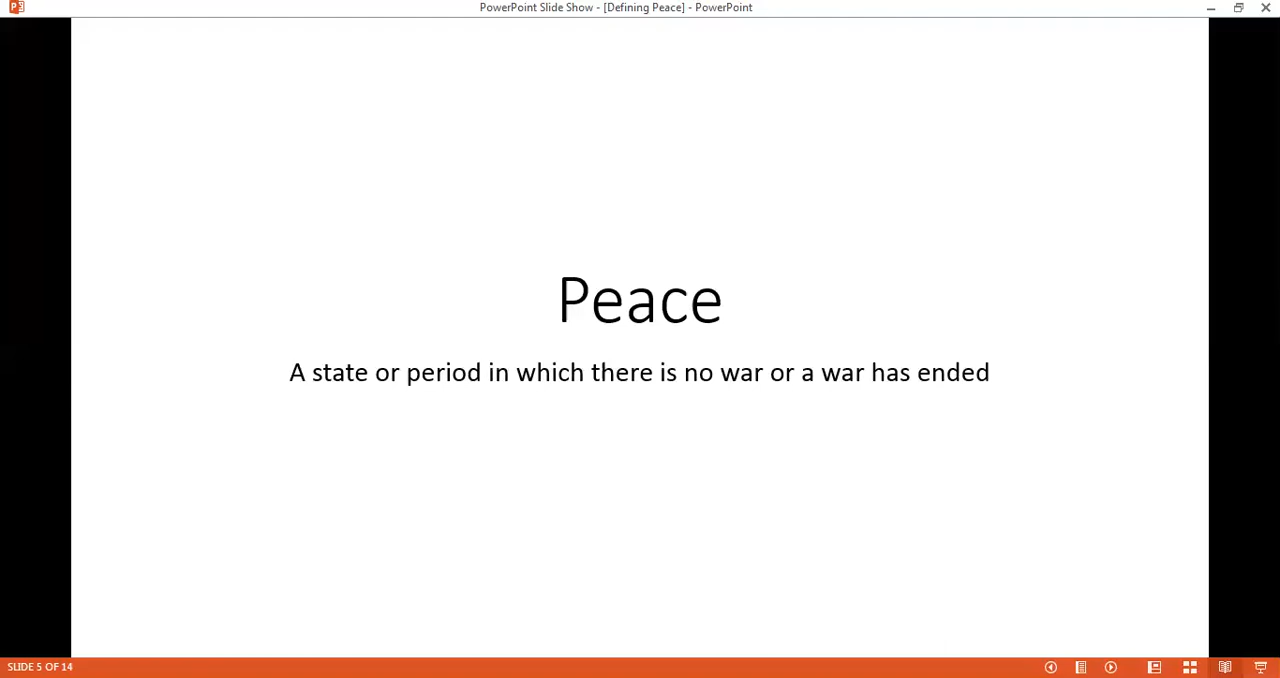 PowerPoint Slide Show - [Defining Peace] - PowerPoint
Peace
A state or period in which there is no war or a war has ended
SLIDE 5 OF 14